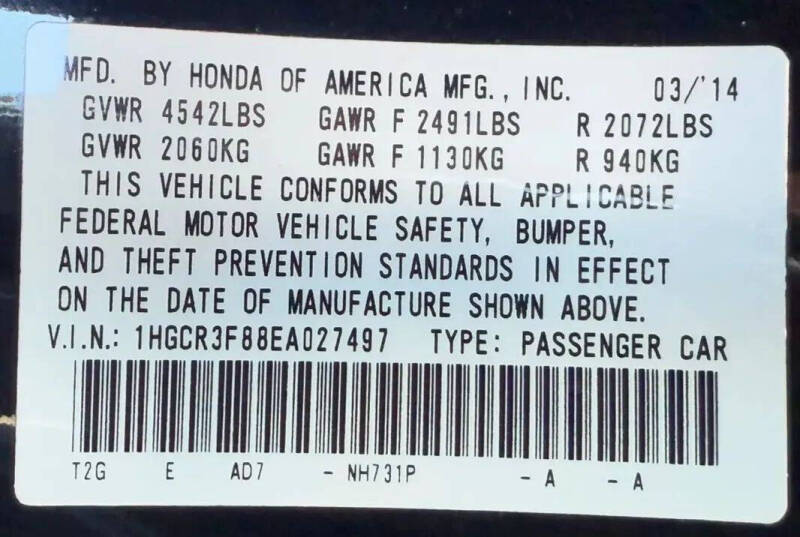 MFD. BY HONDA OF AMERICA MFG., INC. 03/'14
GVWR 4542LBS GAWR F 2491LBS R 2072LBS
GVWR 2060KG GAWR F 1130KG R 940KG
THIS VEHICLE CONFORMS TO ALL APPLICABLE
FEDERAL MOTOR VEHICLE SAFETY, BUMPER,
AND THEFT PREVENTION STANDARDS IN EFFECT
ON THE DATE OF MANUFACTURE SHOWN ABOVE.
V.I.N.: 1HGCR3F88EA027497 TYPE: PASSENGER CAR
T2G E AD7 - NH731P - A - A